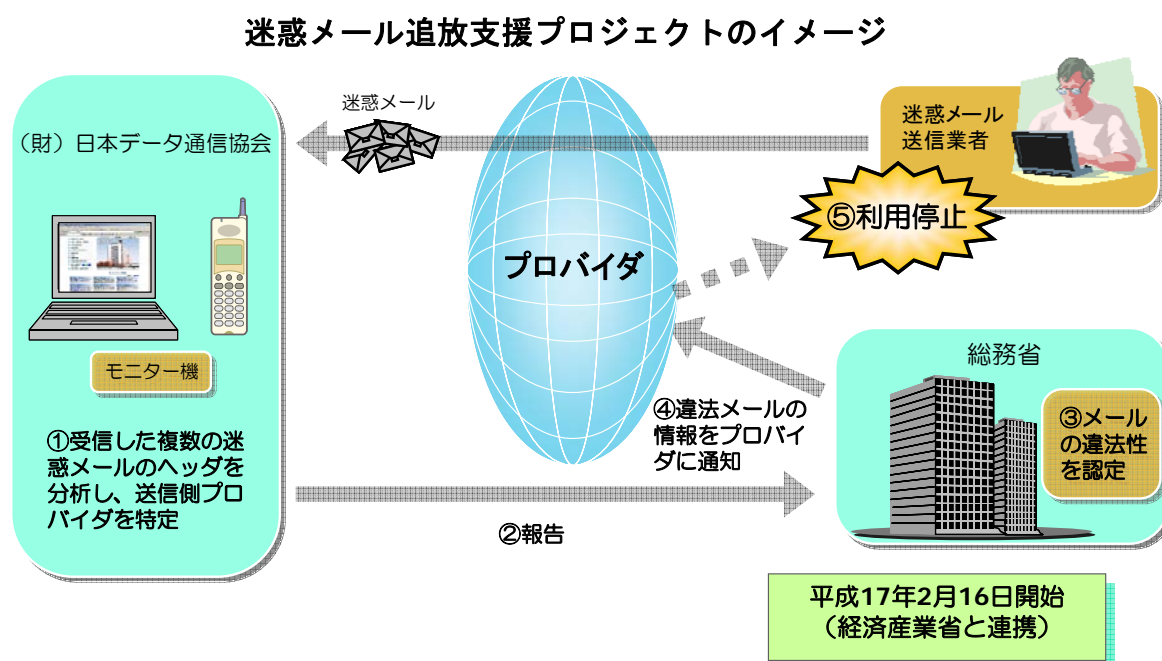 迷惑メール追放支援プロジェクトのイメージ
迷惑メール
（財）日本データ通信協会
モニター機
①受信した複数の迷
惑メールのヘッダを
分析し、送信側プロ
バイダを特定
プロバイダ
迷惑メール
送信業者
⑤利用停止
②報告
総務省
③メール
の違法性
を認定
④違法メールの
情報をプロバイ
ダに通知
平成17年2月16日開始
（経済産業省と連携）